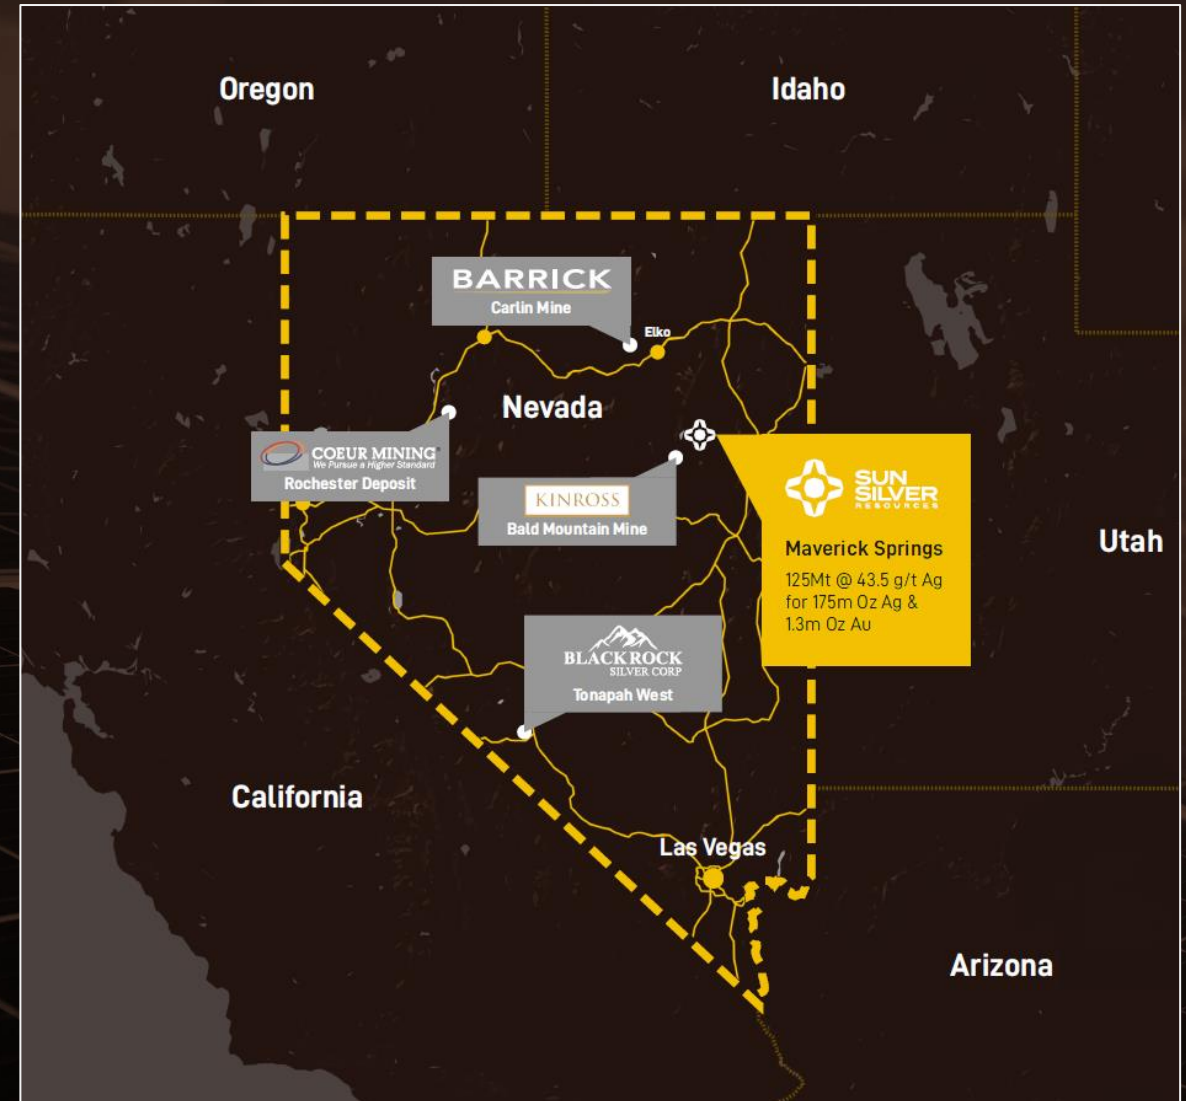 Oregon
Idaho
BARRICK
Carlin Mine
Elko
Nevada
COEUR MINING
We Pursue a Higher Standard
Rochester Deposit
KINROSS
Bald Mountain Mine
SUN
SILVER
RESOURCES
Maverick Springs
125Mt @ 43.5 g/t Ag
for 175m Oz Ag &
1.3m Oz Au
Utah
BLACKROCK
SILVER CORP
Tonapah West
California
Las Vegas
Arizona